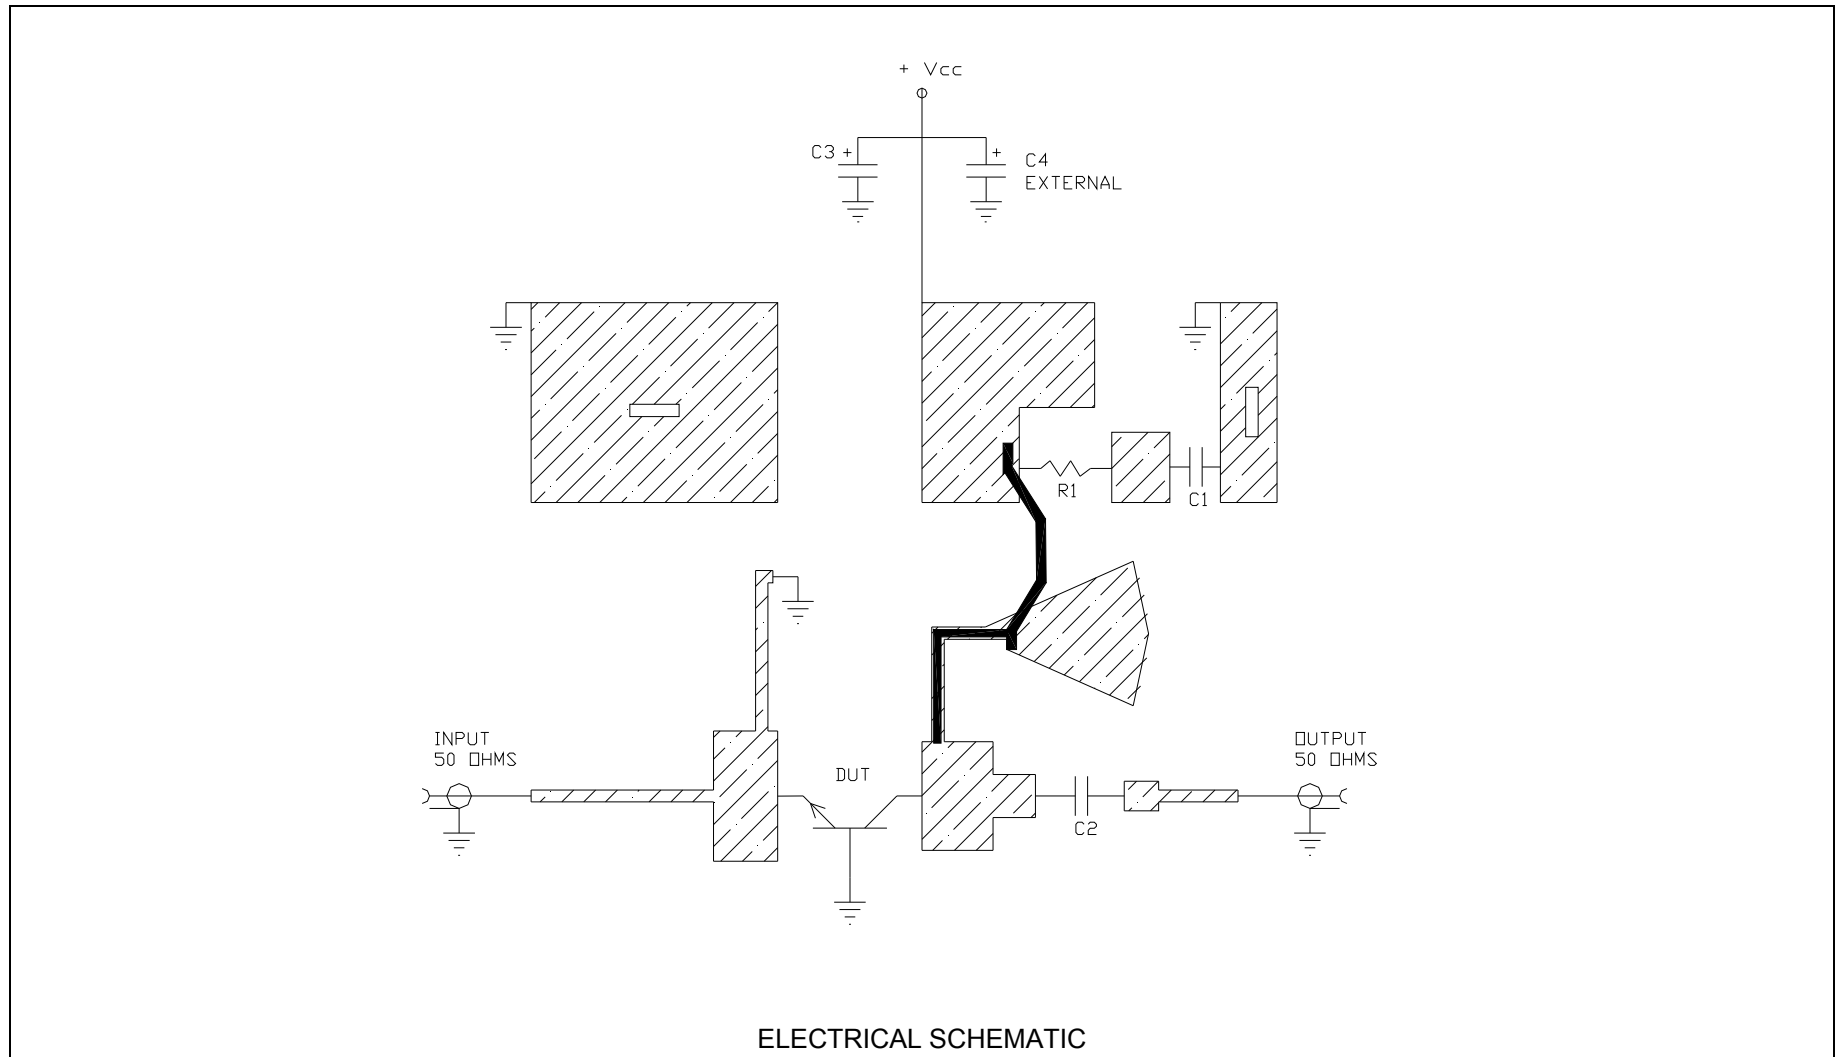 + Vcc
C3 +
+ C4
EXTERNAL
R1
C1
INPUT
50 OHMS
DUT
OUTPUT
50 OHMS
C2
ELECTRICAL SCHEMATIC